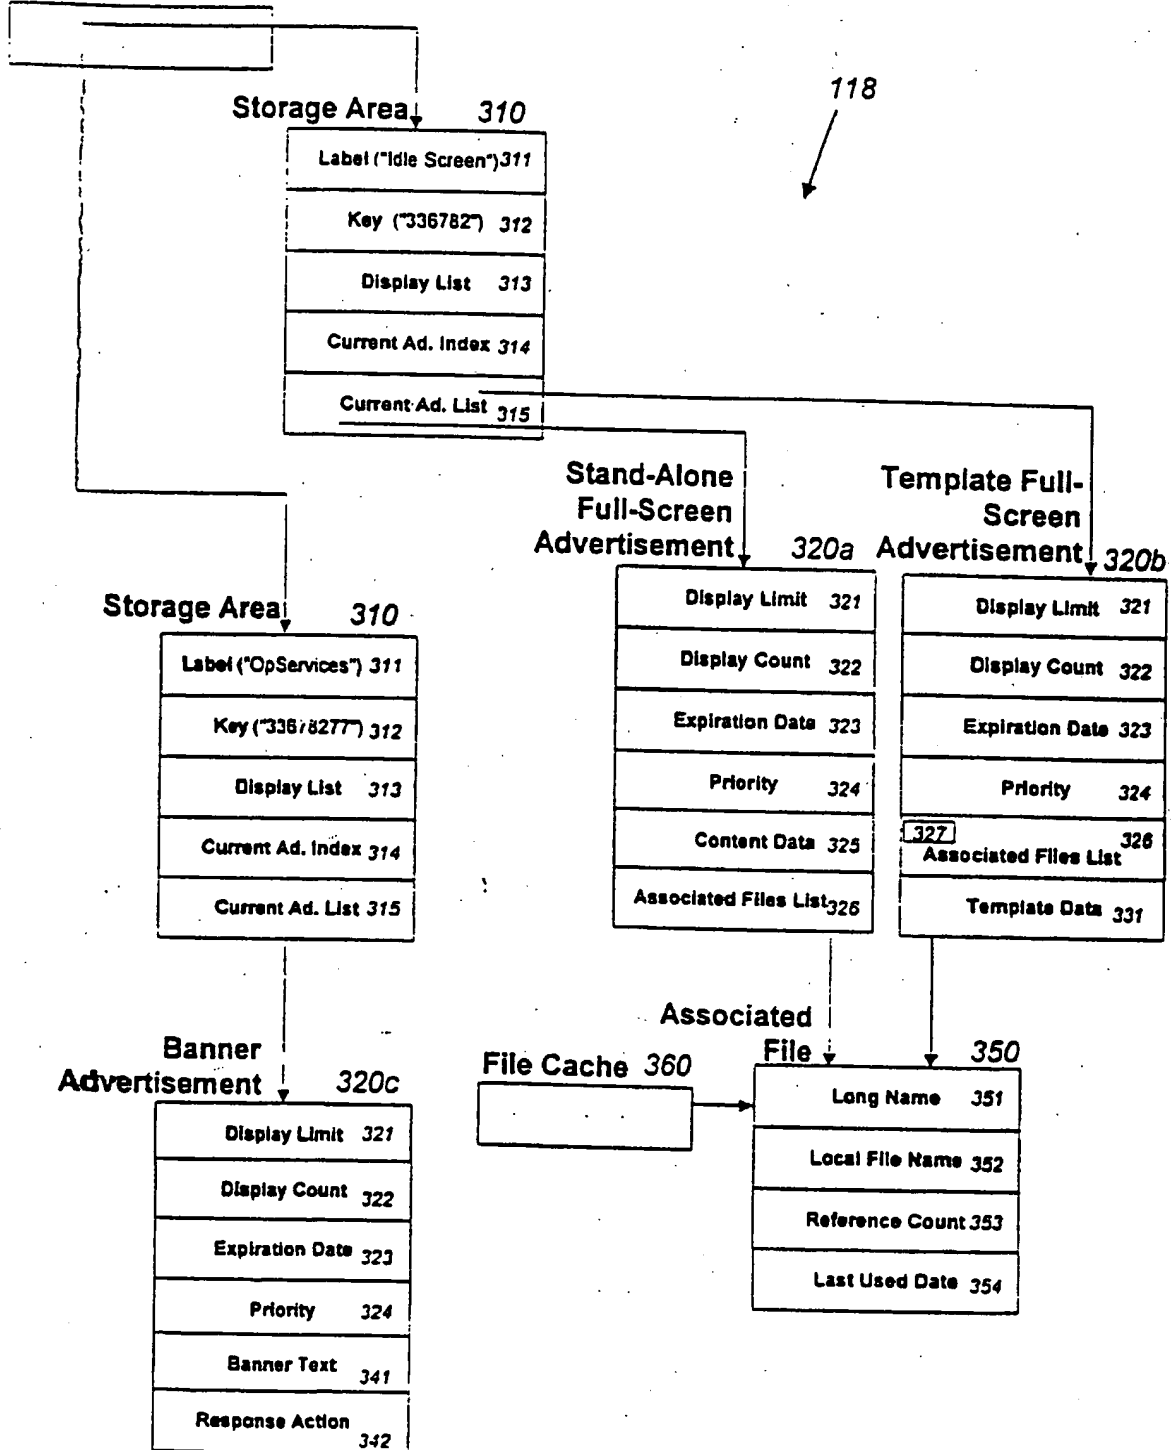 118
Storage Area 310
Label ("Idle Screen") 311
Key ("336782") 312
Display List 313
Current Ad. Index 314
Current Ad. List 315
Stand-Alone
Full-Screen
Advertisement 320a
Display Limit 321
Display Count 322
Expiration Date 323
Priority 324
Content Data 325
Associated Files List 326
Template Full-
Screen
Advertisement 320b
Display Limit 321
Display Count 322
Expiration Date 323
Priority 324
327 326
Associated Files List
Template Data 331
Storage Area 310
Label ("OpServices") 311
Key ("33678277") 312
Display List 313
Current Ad. Index 314
Current Ad. List 315
Banner
Advertisement 320c
Display Limit 321
Display Count 322
Expiration Date 323
Priority 324
Banner Text 341
Response Action 342
File Cache 360
Associated
File 350
Long Name 351
Local File Name 352
Reference Count 353
Last Used Date 354